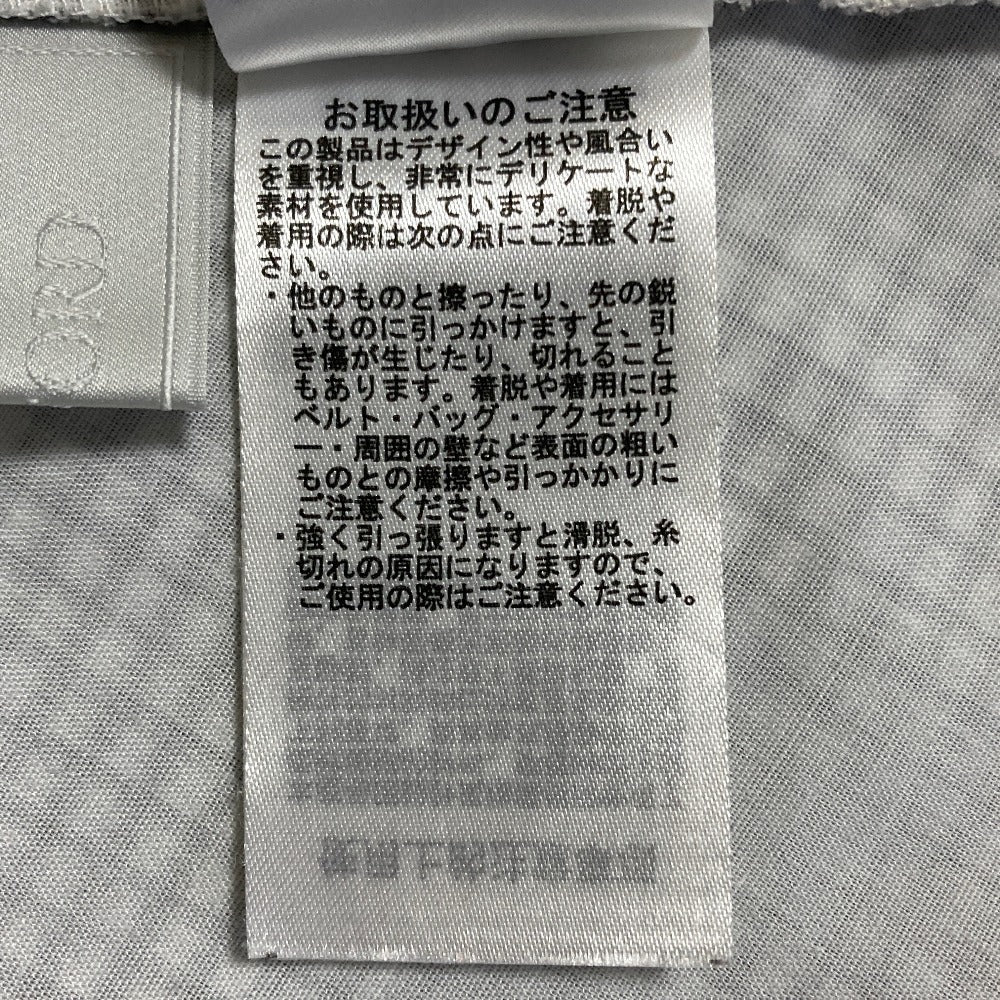 お取扱いのご注意
この製品はデザイン性や風合い
を重視し、非常にデリケートな
素材を使用しています。着脱や
着用の際は次の点にご注意くだ
さい。
・他のものと擦ったり、先の鋭
いものに引っかけますと、引
き傷が生じたり、切れること
もあります。着脱や着用には
ベルト・バッグ・アクセサリ
ー・周囲の壁など表面の粗い
ものとの摩擦や引っかかりに
ご注意ください。
・強く引っ張りますと滑脱、糸
切れの原因になりますので、
ご使用の際はご注意ください。
ORD